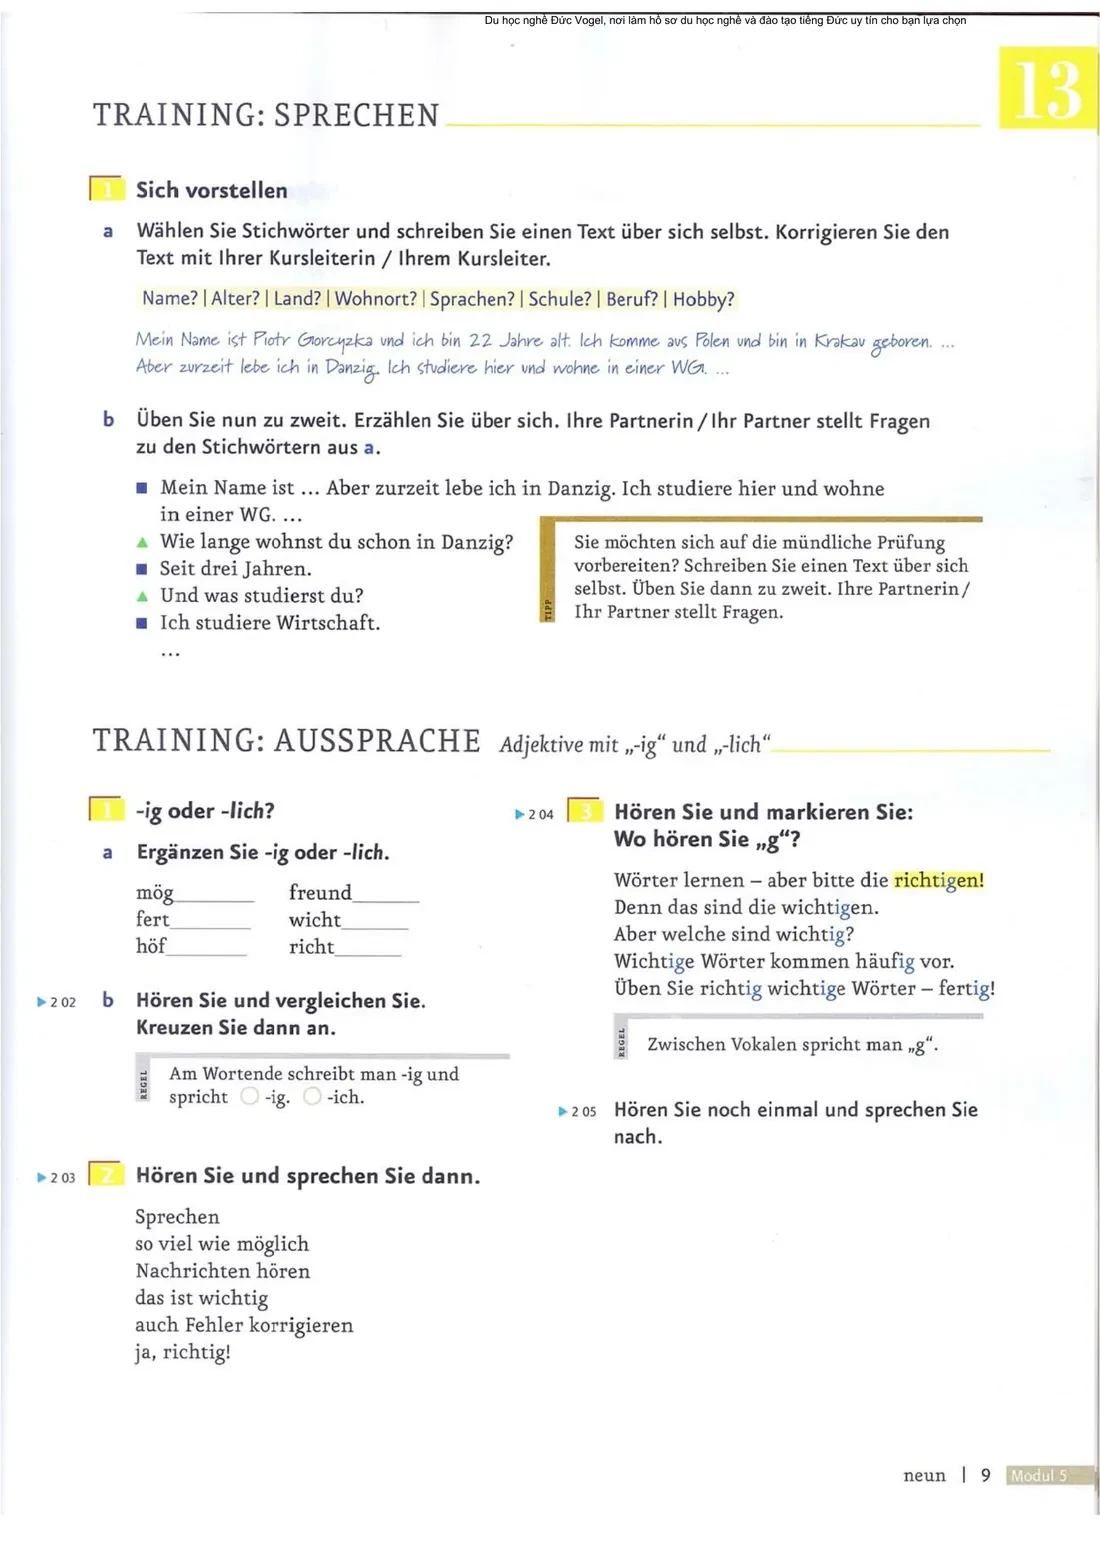 Du học nghề Đức Vogel, nơi làm hồ sơ du học nghề và đào tạo tiếng Đức uy tín cho bạn lựa chọn
13
TRAINING: SPRECHEN
1 Sich vorstellen
a Wählen Sie Stichwörter und schreiben Sie einen Text über sich selbst. Korrigieren Sie den
Text mit Ihrer Kursleiterin / Ihrem Kursleiter.
Name? | Alter? | Land? | Wohnort? | Sprachen? | Schule? | Beruf? | Hobby?
Mein Name ist Piotr Gorczyka und ich bin 22 Jahre alt. Ich komme aus Polen und bin in Krakau geboren. ...
Aber zurzeit lebe ich in Danzig. Ich studiere hier und wohne in einer WG. ...
b Üben Sie nun zu zweit. Erzählen Sie über sich. Ihre Partnerin / Ihr Partner stellt Fragen
zu den Stichwörtern aus a.
■ Mein Name ist ... Aber zurzeit lebe ich in Danzig. Ich studiere hier und wohne
in einer WG. ...
▲ Wie lange wohnst du schon in Danzig?
■ Seit drei Jahren.
▲ Und was studierst du?
■ Ich studiere Wirtschaft.
...
TIPP
Sie möchten sich auf die mündliche Prüfung
vorbereiten? Schreiben Sie einen Text über sich
selbst. Üben Sie dann zu zweit. Ihre Partnerin /
Ihr Partner stellt Fragen.
TRAINING: AUSSPRACHE Adjektive mit „-ig“ und „-lich“
1 -ig oder -lich?
a Ergänzen Sie -ig oder -lich.
mög________ freund________
fert________ wicht________
höf________ richt________
▶ 2 02 b Hören Sie und vergleichen Sie.
Kreuzen Sie dann an.
REGEL
Am Wortende schreibt man -ig und
spricht ○ -ig. ○ -ich.
▶ 2 03 2 Hören Sie und sprechen Sie dann.
Sprechen
so viel wie möglich
Nachrichten hören
das ist wichtig
auch Fehler korrigieren
ja, richtig!
▶ 2 04 3 Hören Sie und markieren Sie:
Wo hören Sie „g“?
Wörter lernen – aber bitte die richtigen!
Denn das sind die wichtigen.
Aber welche sind wichtig?
Wichtige Wörter kommen häufig vor.
Üben Sie richtig wichtige Wörter – fertig!
REGEL
Zwischen Vokalen spricht man „g“.
▶ 2 05 Hören Sie noch einmal und sprechen Sie
nach.
neun | 9 Modul 5